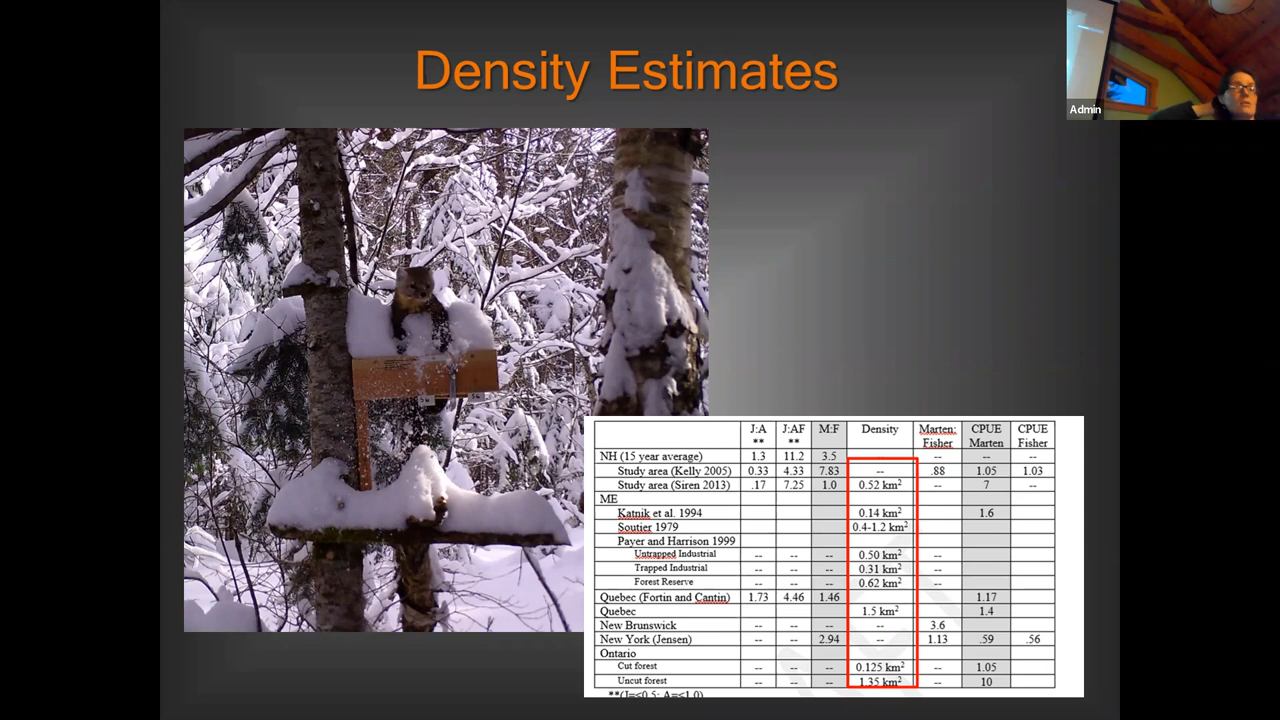 Density Estimates
Admin
J:A J:AF M:F Density Marten: CPUE CPUE
** ** Fisher Marten Fisher
NH (15 year average) 1.3 11.2 3.5 -- -- -- --
Study area (Kelly 2005) 0.33 4.33 7.83 -- .88 1.05 1.03
Study area (Siren 2013) .17 7.25 1.0 0.52 km² -- 7 --
ME
Katnik et al. 1994 0.14 km² 1.6
Soutier 1979 0.4-1.2 km²
Payer and Harrison 1999
Untrapped Industrial -- -- 0.50 km² --
Trapped Industrial -- -- 0.31 km² --
Forest Reserve -- -- 0.62 km² --
Quebec (Fortin and Cantin) 1.73 4.46 1.46 1.17
Quebec 1.5 km² 1.4
New Brunswick -- -- -- -- 3.6
New York (Jensen) -- -- 2.94 -- 1.13 .59 .56
Ontario
Cut forest -- -- 0.125 km² -- 1.05
Uncut forest -- -- 1.35 km² -- 10
**(J=<0.5; A=<1.0)